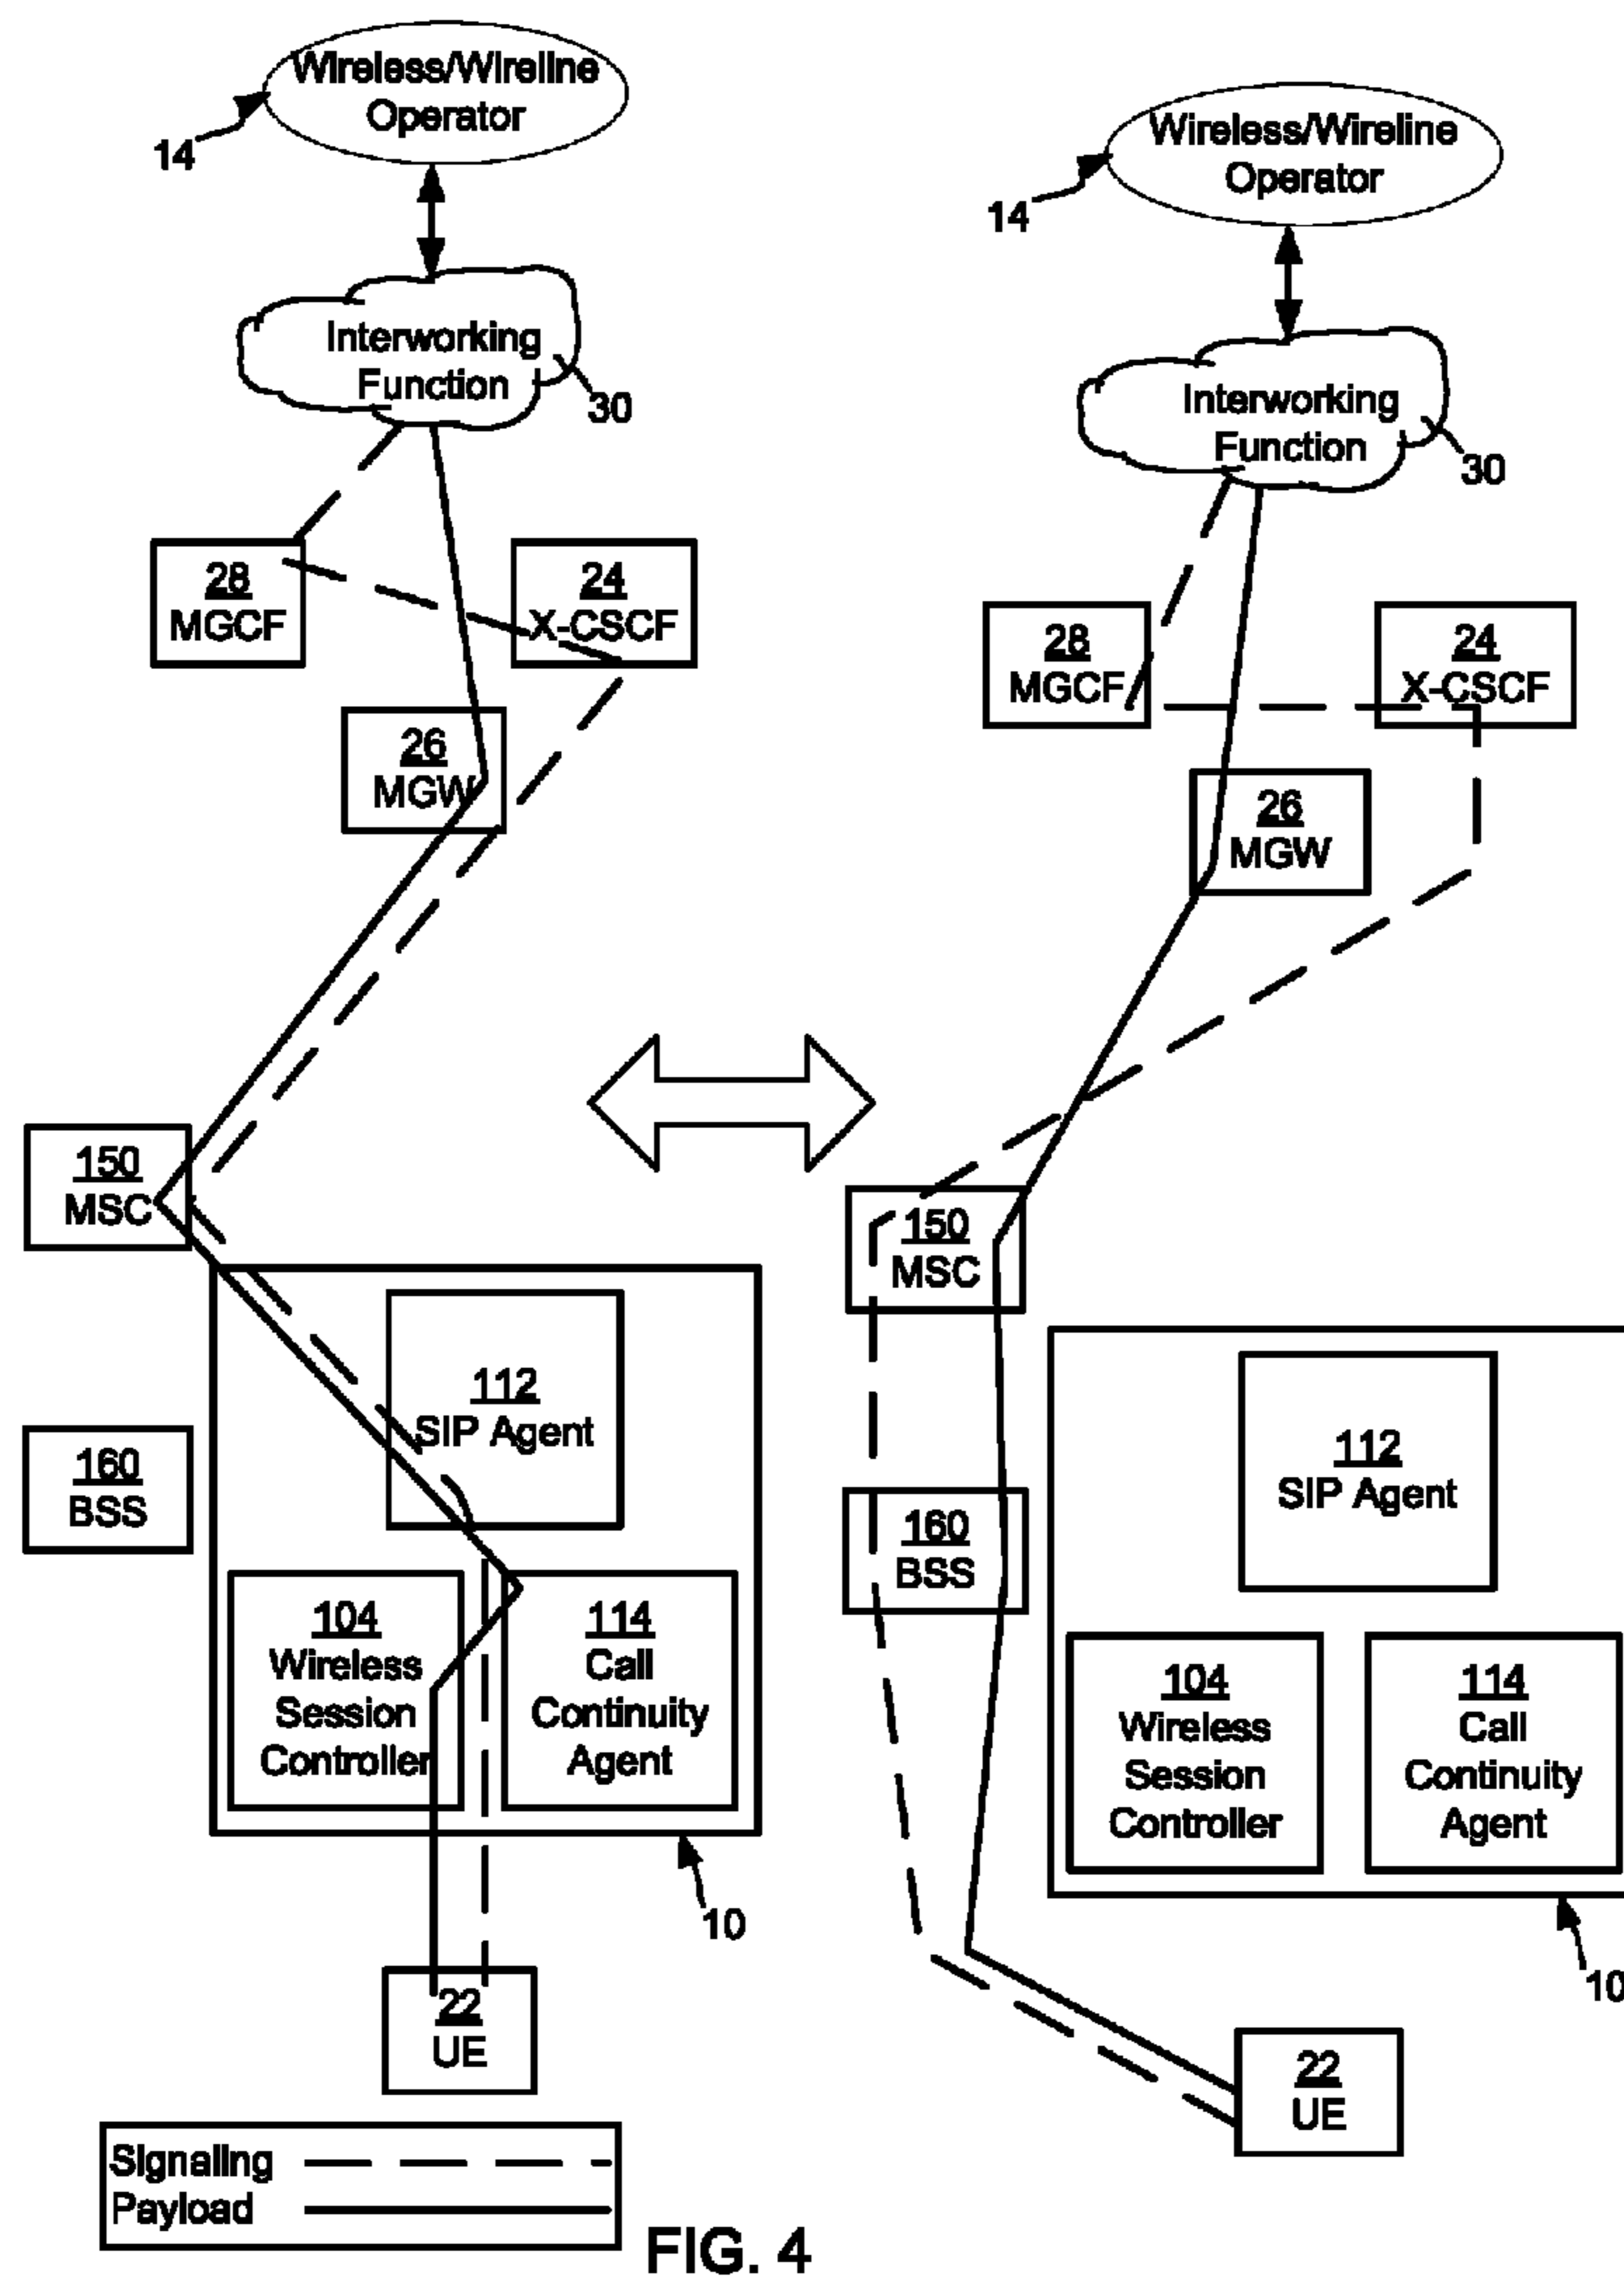 Wireless/Wireline
Operator
14
Interworking
Function
30
28
MGCF
24
X-CSCF
26
MGW
150
MSC
112
SIP Agent
160
BSS
104
Wireless
Session
Controller
114
Call
Continuity
Agent
10
22
UE
Wireless/Wireline
Operator
14
Interworking
Function
30
28
MGCF
24
X-CSCF
26
MGW
150
MSC
112
SIP Agent
160
BSS
104
Wireless
Session
Controller
114
Call
Continuity
Agent
10
22
UE
Signaling
Payload
FIG. 4